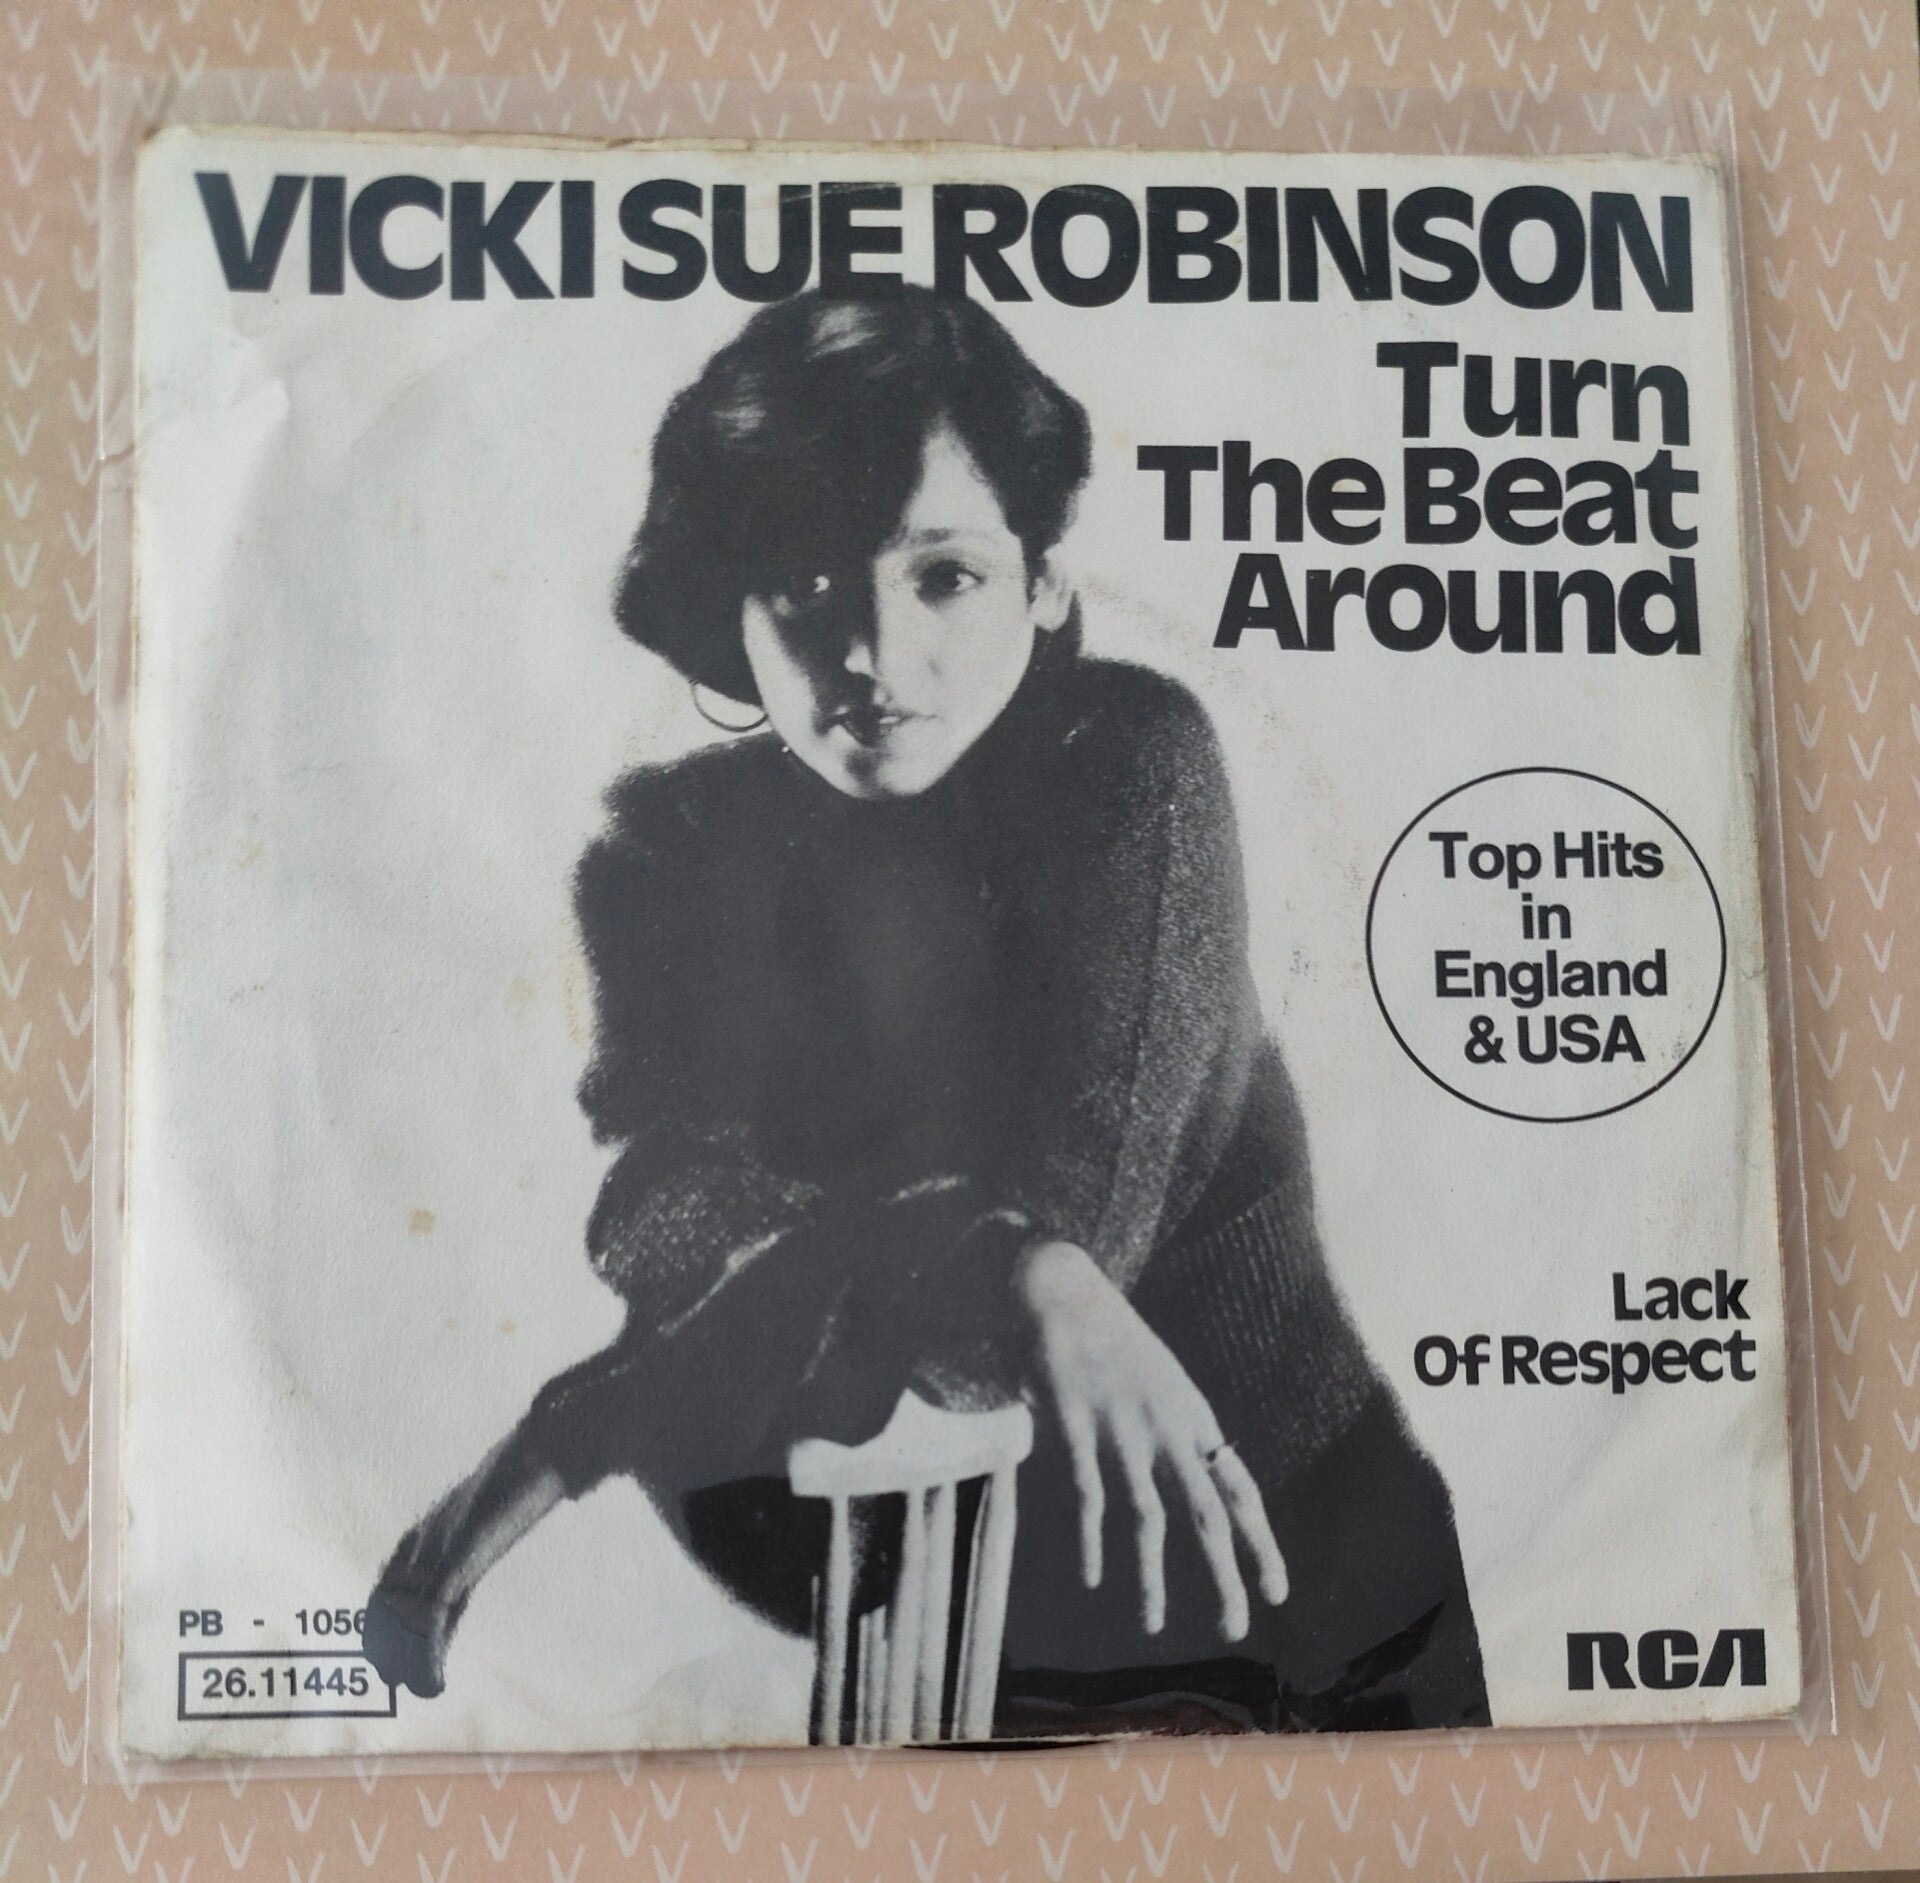 VICKI SUE ROBINSON
Turn
The Beat
Around
Top Hits
in
England
& USA
Lack
Of Respect
PB - 1056
26.11445
RCA